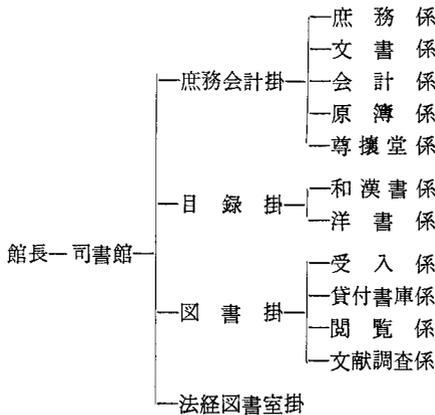 庶務係
文書係
庶務会計掛
会計係
原簿係
尊攘堂係
和漢書係
目録掛
洋書係
館長
司書館
受入係
貸付書庫係
図書掛
閲覧係
文献調査係
法経図書室掛